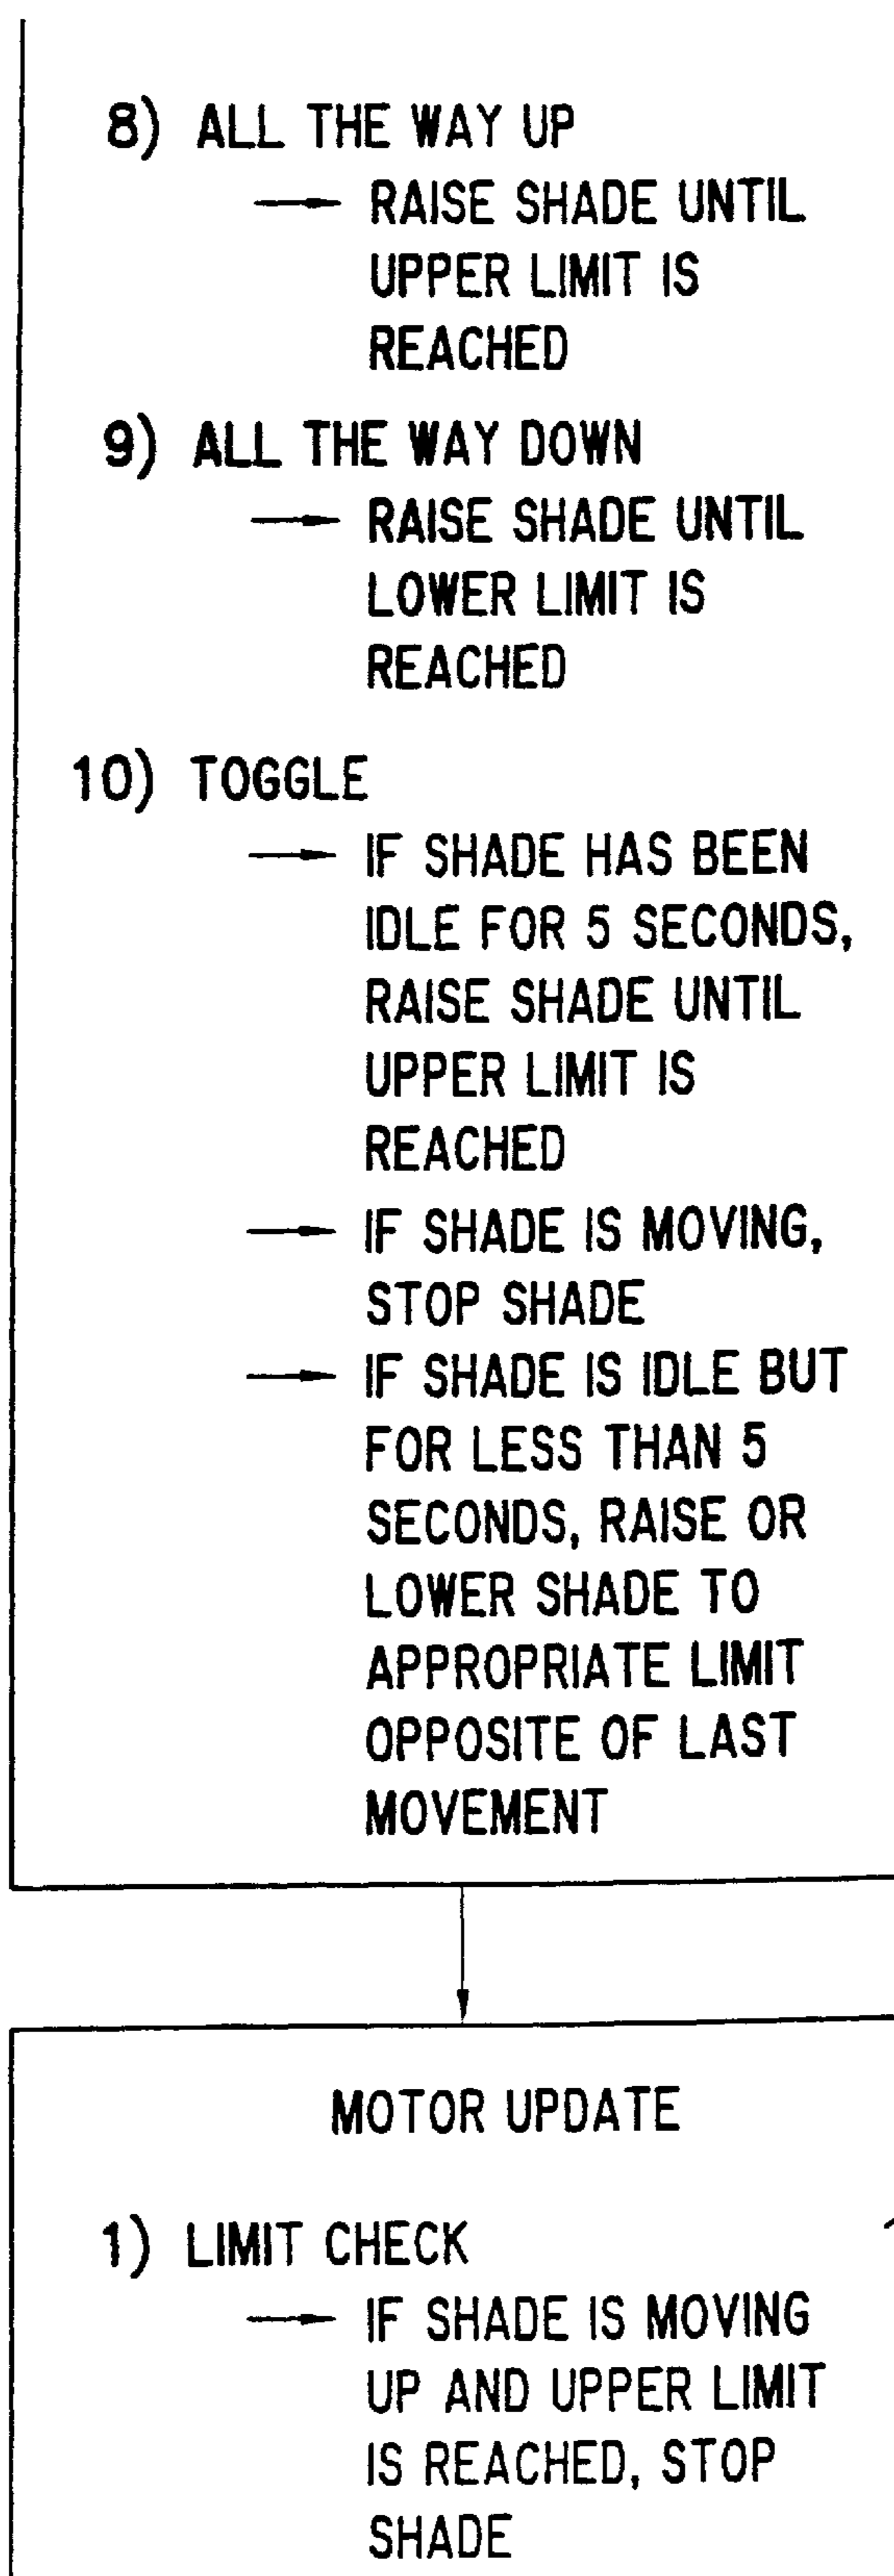 8) ALL THE WAY UP
→ RAISE SHADE UNTIL
UPPER LIMIT IS
REACHED
9) ALL THE WAY DOWN
→ RAISE SHADE UNTIL
LOWER LIMIT IS
REACHED
10) TOGGLE
→ IF SHADE HAS BEEN
IDLE FOR 5 SECONDS,
RAISE SHADE UNTIL
UPPER LIMIT IS
REACHED
→ IF SHADE IS MOVING,
STOP SHADE
→ IF SHADE IS IDLE BUT
FOR LESS THAN 5
SECONDS, RAISE OR
LOWER SHADE TO
APPROPRIATE LIMIT
OPPOSITE OF LAST
MOVEMENT
MOTOR UPDATE
1) LIMIT CHECK
→ IF SHADE IS MOVING
UP AND UPPER LIMIT
IS REACHED, STOP
SHADE